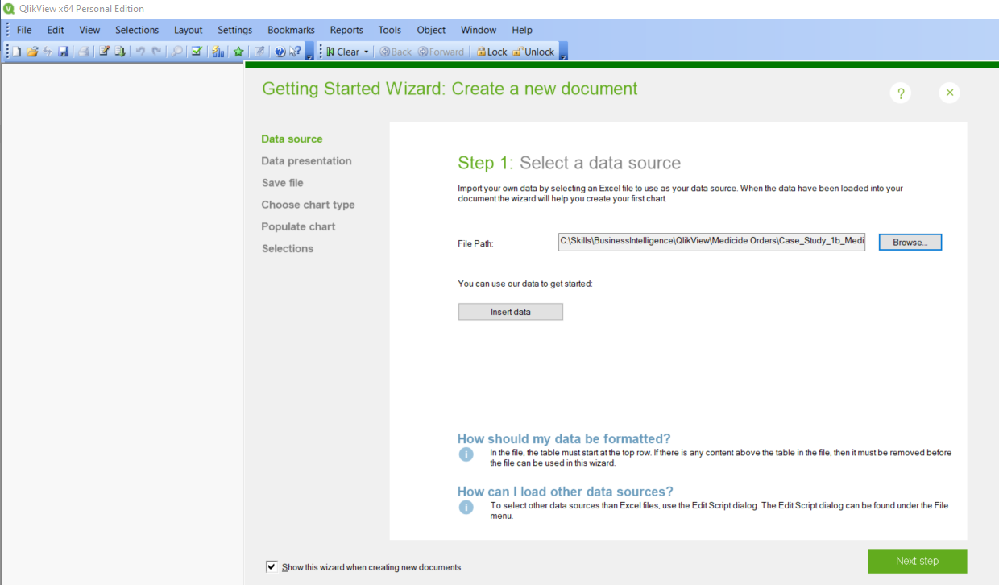 QlikView x64 Personal Edition
File Edit View Selections Layout Settings Bookmarks Reports Tools Object Window Help
Clear Back Forward Lock Unlock
Getting Started Wizard: Create a new document
? ×
Data source
Data presentation
Save file
Choose chart type
Populate chart
Selections
Step 1: Select a data source
Import your own data by selecting an Excel file to use as your data source. When the data have been loaded into your
document the wizard will help you create your first chart.
File Path: C:\Skills\BusinessIntelligence\QlikView\Medicide Orders\Case_Study_1b_Medi Browse...
You can use our data to get started:
Insert data
How should my data be formatted?
In the file, the table must start at the top row. If there is any content above the table in the file, then it must be removed before
the file can be used in this wizard.
How can I load other data sources?
To select other data sources than Excel files, use the Edit Script dialog. The Edit Script dialog can be found under the File
menu.
Show this wizard when creating new documents
Next step